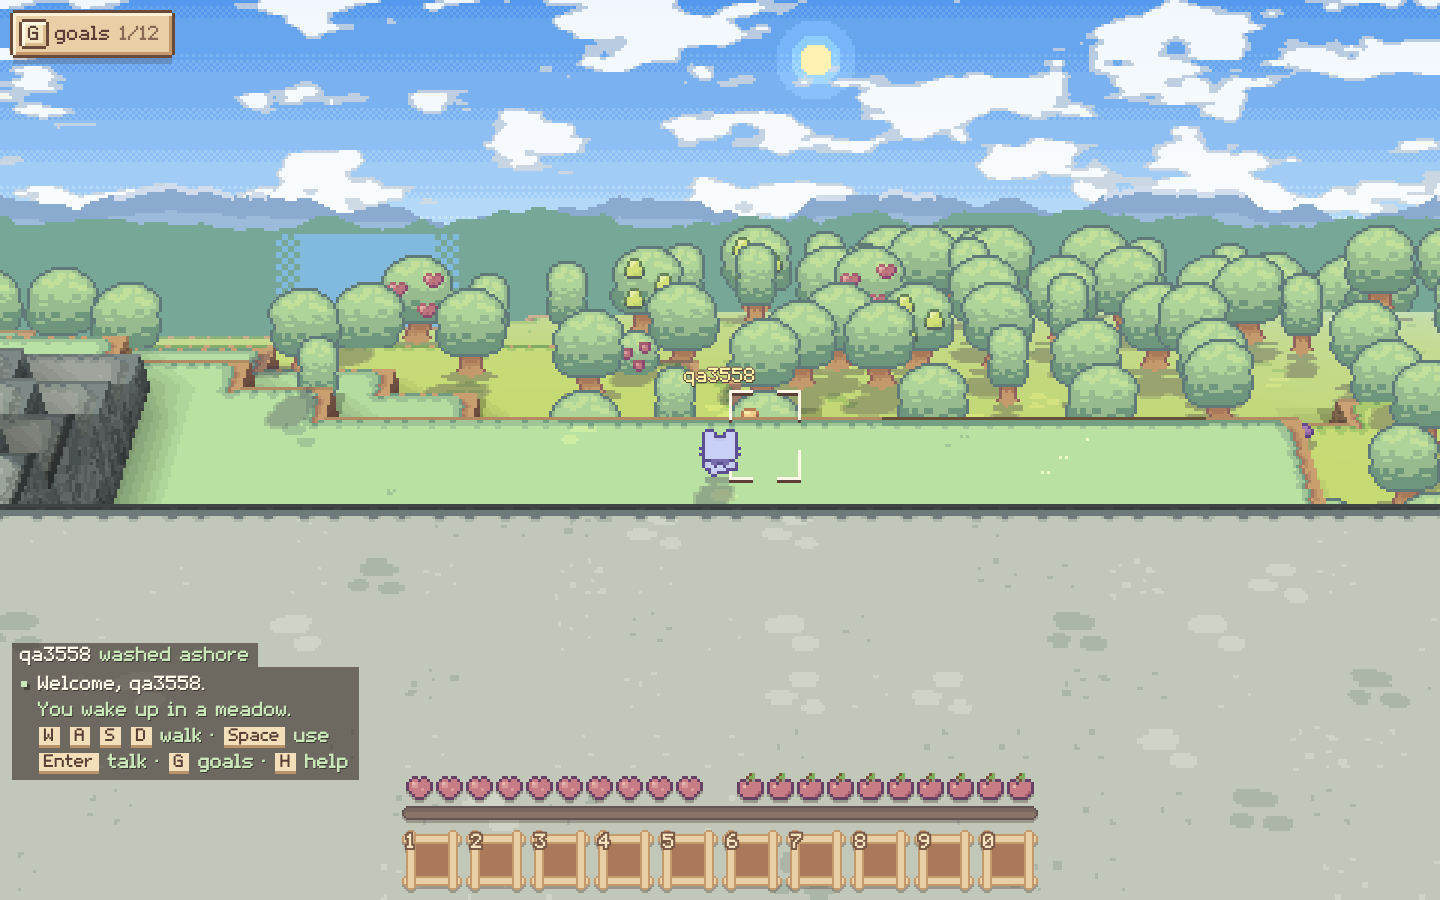 G goals 1/12
qa3558
qa3558 washed ashore
Welcome, qa3558.
You wake up in a meadow.
W A S D walk · Space use
Enter talk · G goals · H help
1 2 3 4 5 6 7 8 9 0